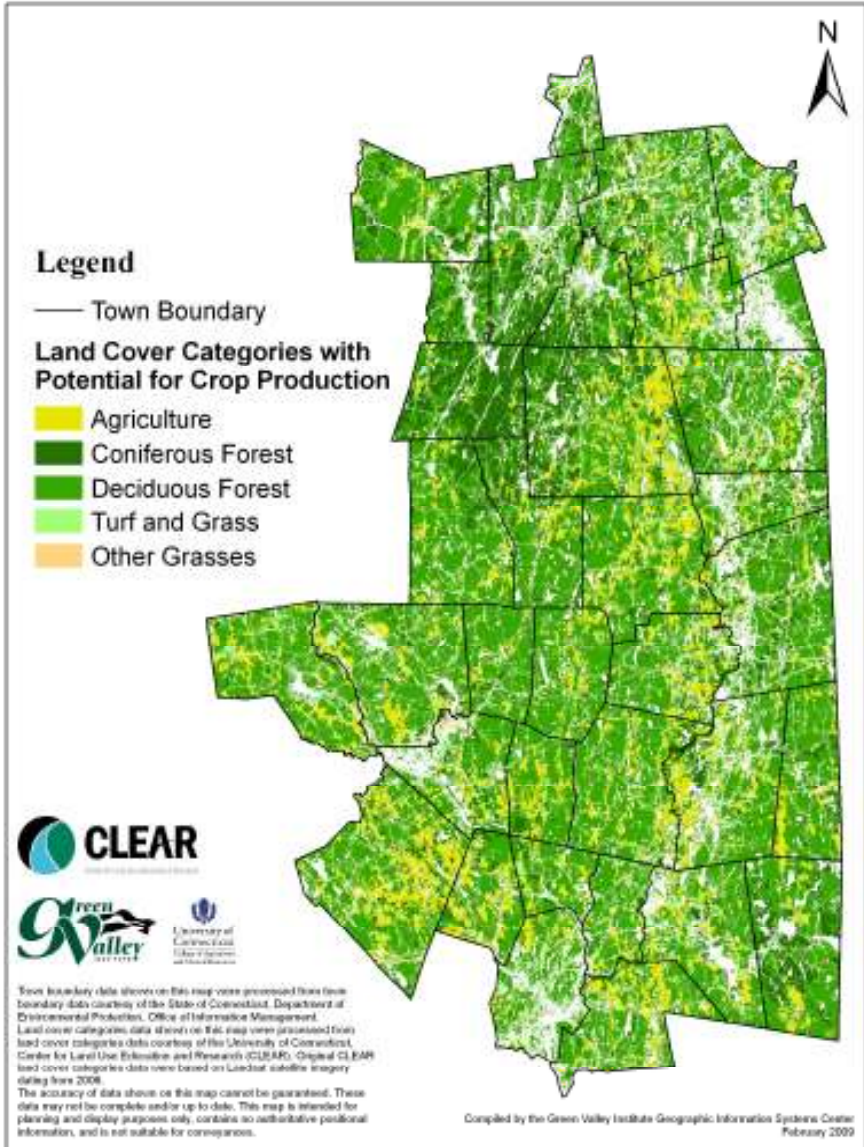 N
Legend
Town Boundary
Land Cover Categories with
Potential for Crop Production
Agriculture
Coniferous Forest
Deciduous Forest
Turf and Grass
Other Grasses
CLEAR
Green
Valley
University of
Connecticut
Town boundary data shown on this map were processed from town
boundary data courtesy of the State of Connecticut, Department of
Environmental Protection, Office of Information Management.
Land cover categories data shown on this map were processed from
land cover categories data courtesy of the University of Connecticut,
Center for Land Use Education and Research (CLEAR). Original CLEAR
land cover categories data were based on Landsat satellite imagery
dating from 2006.
The accuracy of data shown on this map cannot be guaranteed. These
data may not be complete and/or up to date. This map is intended for
planning and display purposes only, contains no authoritative positional
information, and is not suitable for conveyances.
Compiled by the Green Valley Institute Geographic Information Systems Center
February 2009